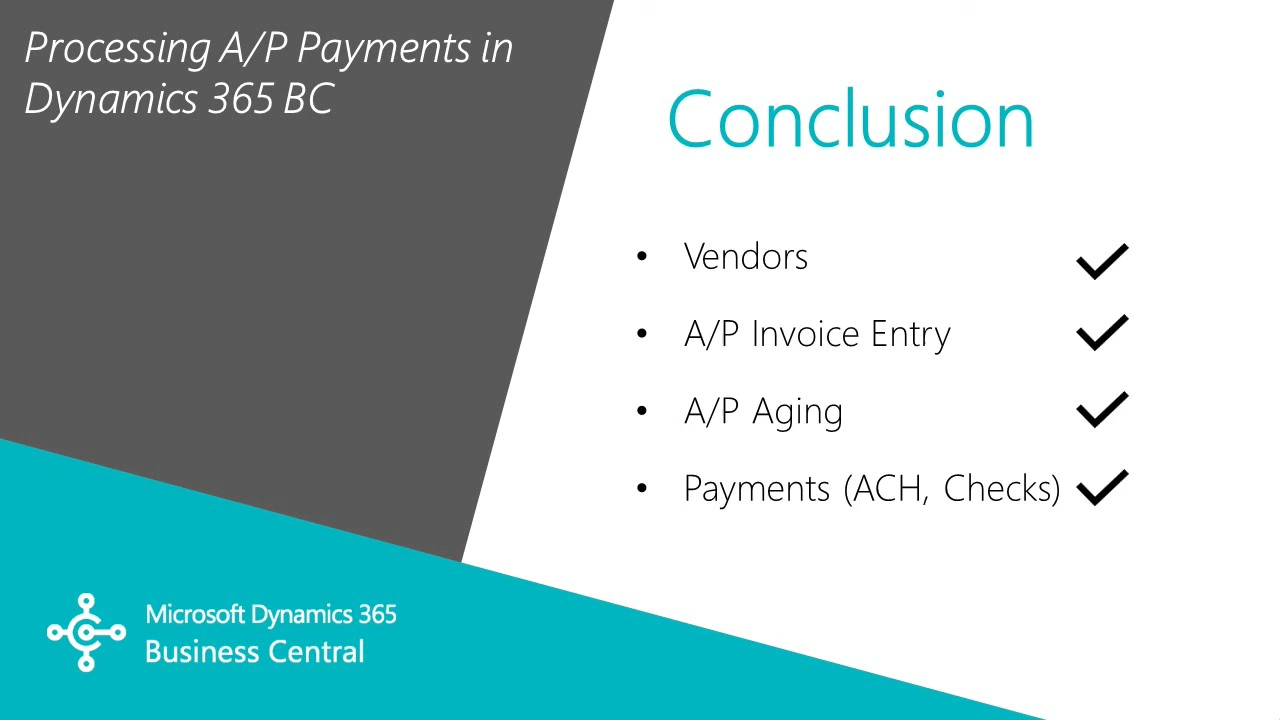 Processing A/P Payments in
Dynamics 365 BC
Conclusion
• Vendors
• A/P Invoice Entry
• A/P Aging
• Payments (ACH, Checks)
Microsoft Dynamics 365
Business Central